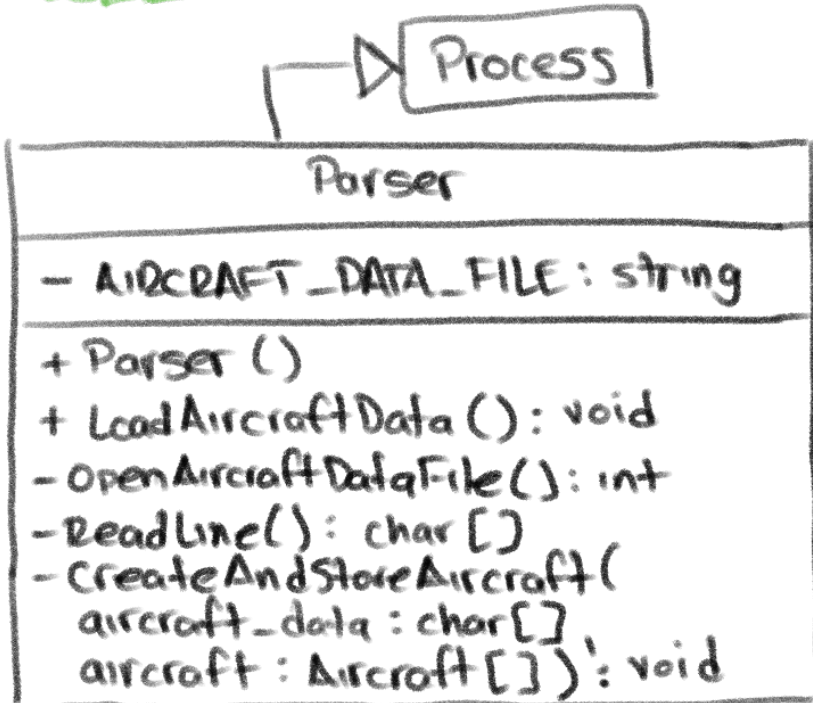 Process
Parser
- AIRCRAFT_DATA_FILE : string
+ Parser ()
+ LoadAircraftData () : void
- OpenAircraftDataFile() : int
- ReadLine() : char []
- CreateAndStoreAircraft (
aircraft_data : char[],
aircraft : Aircraft []) : void